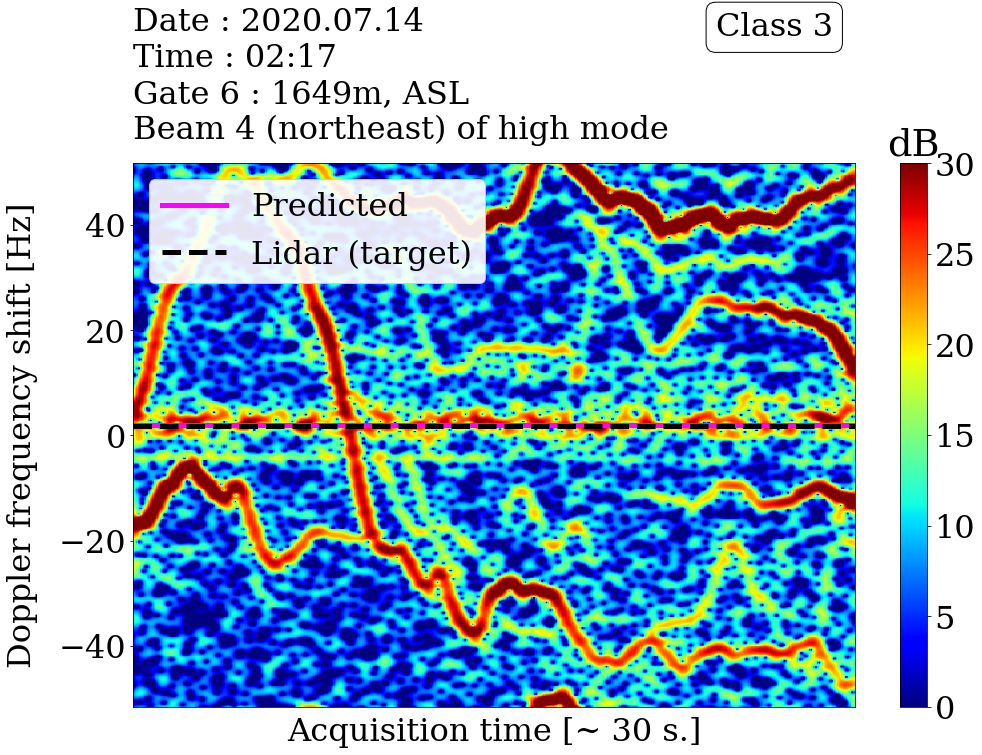 Date : 2020.07.14
Time : 02:17
Gate 6 : 1649m, ASL
Beam 4 (northeast) of high mode
Class 3
dB
Predicted
Lidar (target)
Doppler frequency shift [Hz]
40
20
0
−20
−40
30
25
20
15
10
5
0
Acquisition time [~ 30 s.]